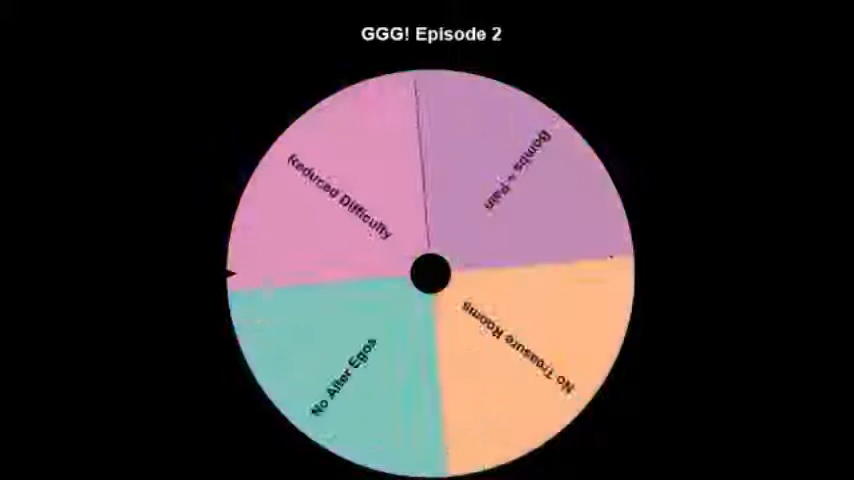 GGG! Episode 2
Reduced Difficulty
Bombs = Pain
No Alter Egos
No Treasure Rooms